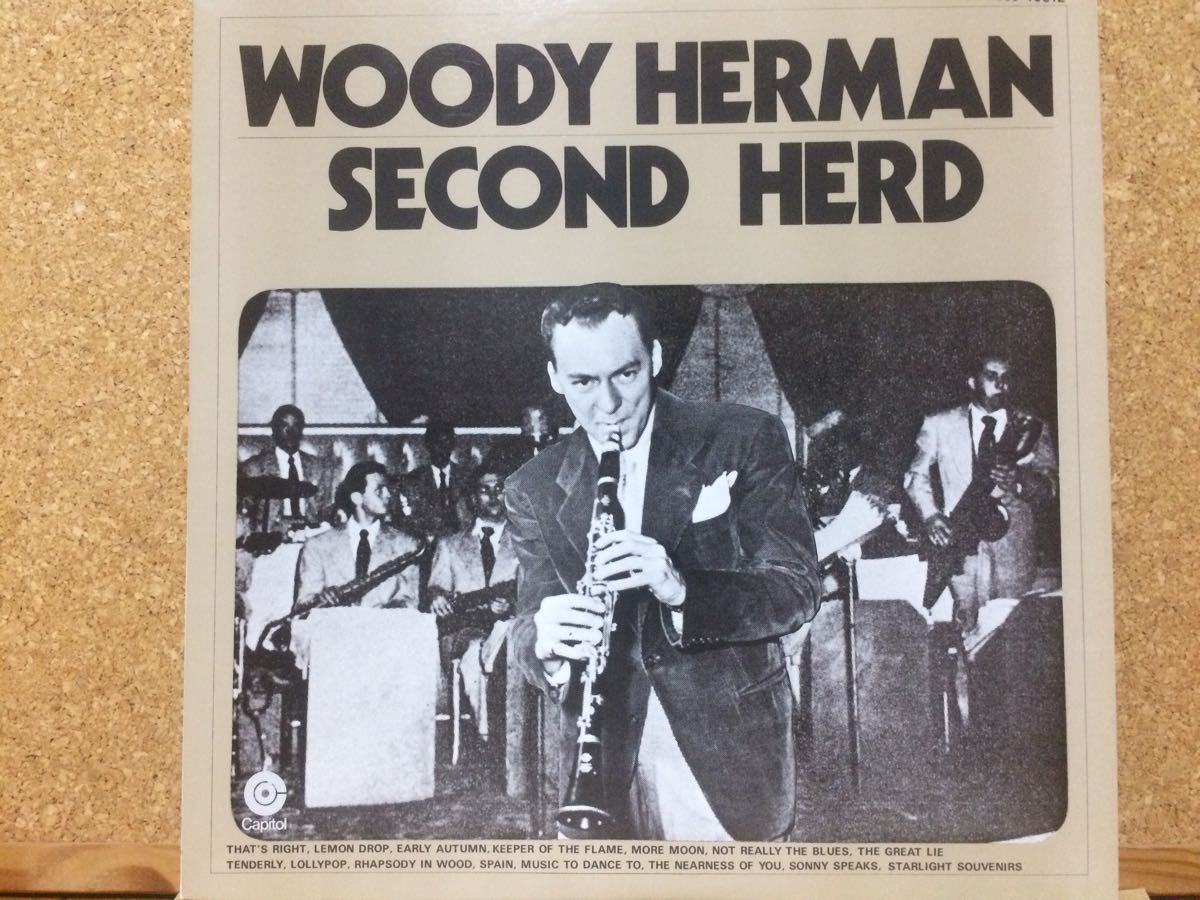 WOODY HERMAN
SECOND HERD
Capitol
THAT'S RIGHT, LEMON DROP, EARLY AUTUMN, KEEPER OF THE FLAME, MORE MOON, NOT REALLY THE BLUES, THE GREAT LIE
TENDERLY, LOLLYPOP, RHAPSODY IN WOOD, SPAIN, MUSIC TO DANCE TO, THE NEARNESS OF YOU, SONNY SPEAKS, STARLIGHT SOUVENIRS